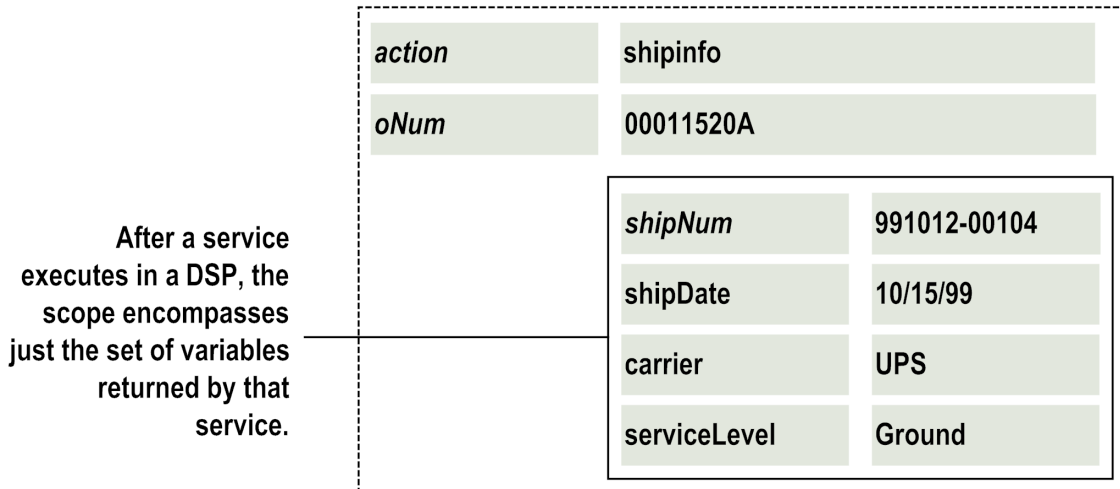 action shipinfo
oNum 00011520A
After a service
executes in a DSP, the
scope encompasses
just the set of variables
returned by that
service.
shipNum 991012-00104
shipDate 10/15/99
carrier UPS
serviceLevel Ground